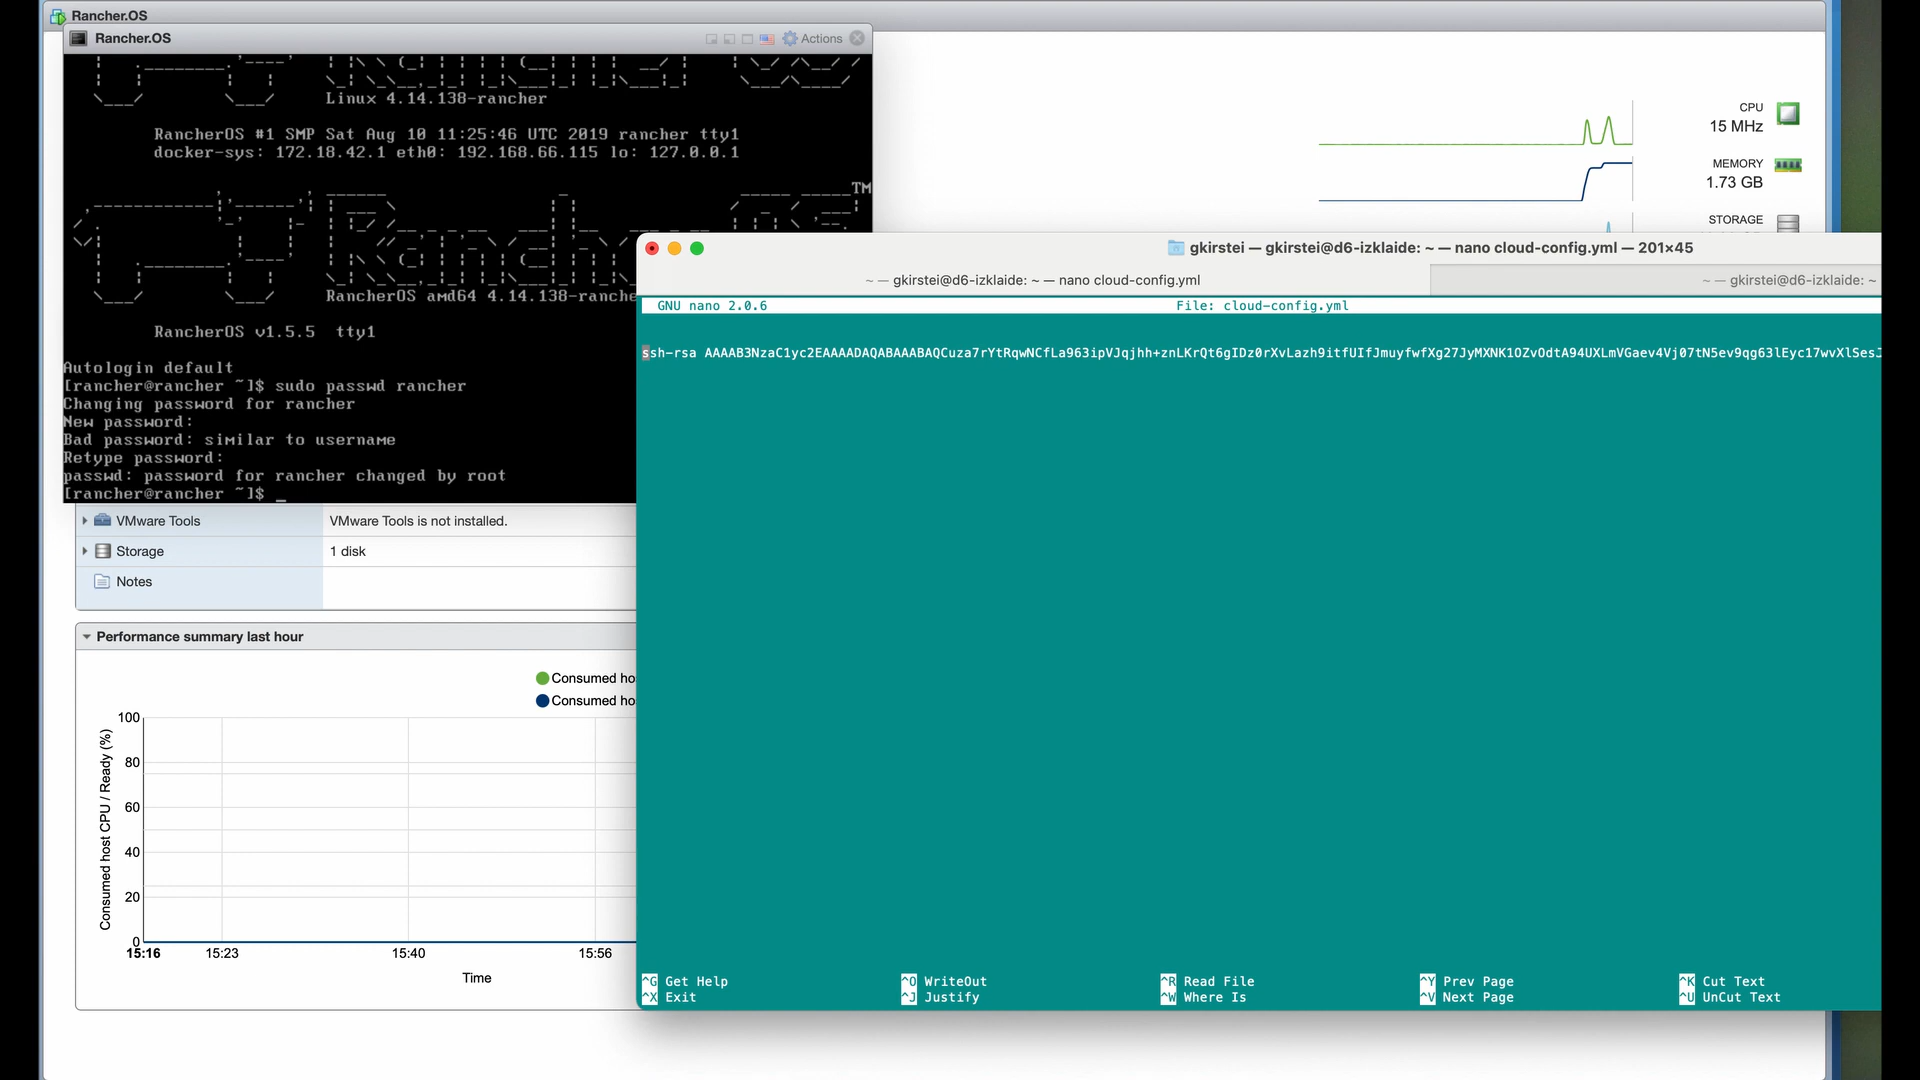 Rancher.OS
Rancher.OS
Actions
Linux 4.14.138-rancher
RancherOS #1 SMP Sat Aug 10 11:25:46 UTC 2019 rancher tty1
docker-sys: 172.18.42.1 eth0: 192.168.66.115 lo: 127.0.0.1
TM
RancherOS amd64 4.14.138-ranche
RancherOS v1.5.5 tty1
Autologin default
[rancher@rancher ~]$ sudo passwd rancher
Changing password for rancher
New password:
Bad password: similar to username
Retype password:
passwd: password for rancher changed by root
[rancher@rancher ~]$ _
CPU
15 MHz
MEMORY
1.73 GB
STORAGE
gkirstei — gkirstei@d6-izklaide: ~ — nano cloud-config.yml — 201×45
~ — gkirstei@d6-izklaide: ~ — nano cloud-config.yml
~ — gkirstei@d6-izklaide: ~
GNU nano 2.0.6 File: cloud-config.yml
ssh-rsa AAAAB3NzaC1yc2EAAAADAQABAAABAQCuza7rYtRqwNCfLa963ipVJqjhh+znLKrQt6gIDz0rXvLazh9itfUIfJmuyfwfXg27JyMXNK1OZvOdtA94UXLmVGaev4Vj07tN5ev9qg63lEyc17wvXlSesJ
^G Get Help ^O WriteOut ^R Read File ^Y Prev Page ^K Cut Text
^X Exit ^J Justify ^W Where Is ^V Next Page ^U UnCut Text
VMware Tools VMware Tools is not installed.
Storage 1 disk
Notes
Performance summary last hour
Consumed ho
Consumed ho
Consumed host CPU / Ready (%)
100
80
60
40
20
0
15:16 15:23 15:40 15:56
Time